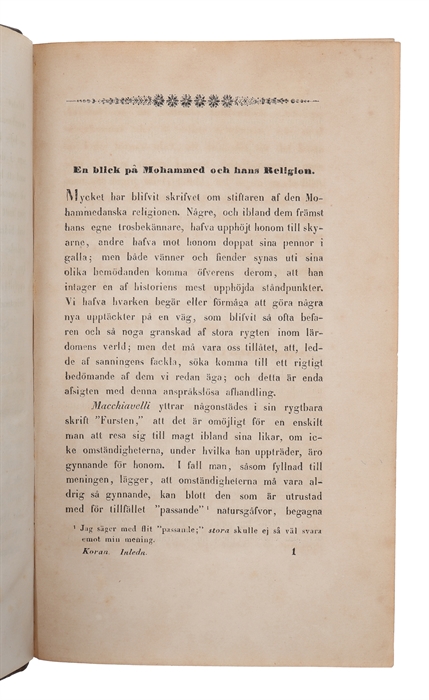 En blick på Mohammed och hans Religion.
Mycket har blifvit skrifvet om stiftaren af den Mo-
hammedanska religionen. Någre, och ibland dem främst
hans egne trosbekännare, hafva upphöjt honom till sky-
arne, andre hafva mot honom doppat sina pennor i
galla; men både vänner och fiender synas uti sina
olika bemödanden komma öfverens derom, att han
intager en af historiens mest upphöjda ståndpunkter.
Vi hafva hvarken begär eller förmåga att göra några
nya upptäckter på en väg, som blifvit så ofta befa-
ren och så noga granskad af stora rygten inom lär-
domens verld; men det må vara oss tillåtet, att, led-
de af sanningens fackla, söka komma till ett rigtigt
bedömande af dem vi redan äga; och detta är enda
afsigten med denna anspråkslösa afhandling.
Macchiavelli yttrar någonstädes i sin rygtbara
skrift "Fursten," att det är omöjligt för en enskilt
man att resa sig till magt ibland sina likar, om ic-
ke omständigheterna, under hvilka han uppträder, äro
gynnande för honom. I fall man, såsom fyllnad till
meningen, lägger, att omständigheterna må vara al-
drig så gynnande, kan blott den som är utrustad
med för tillfället "passande" ¹ natursgåfvor, begagna
¹ Jag säger med flit "passande;" stora skulle ej så väl svara
emot min mening.
Koran. Inledn. 1